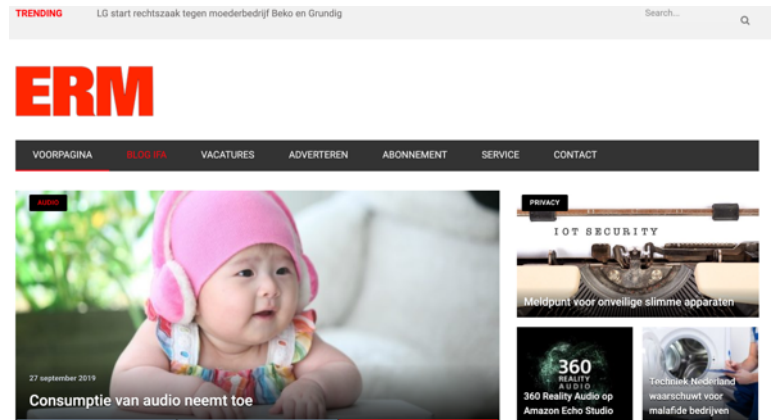 TRENDING LG start rechtszaak tegen moederbedrijf Beko en Grundig Search...
ERM
VOORPAGINA BLOG IFA VACATURES ADVERTEREN ABONNEMENT SERVICE CONTACT
AUDIO
27 september 2019
Consumptie van audio neemt toe
PRIVACY
IOT SECURITY
Meldpunt voor onveilige slimme apparaten
360
REALITY
AUDIO
360 Reality Audio op
Amazon Echo Studio
Techniek Nederland
waarschuwt voor
malafide bedrijven